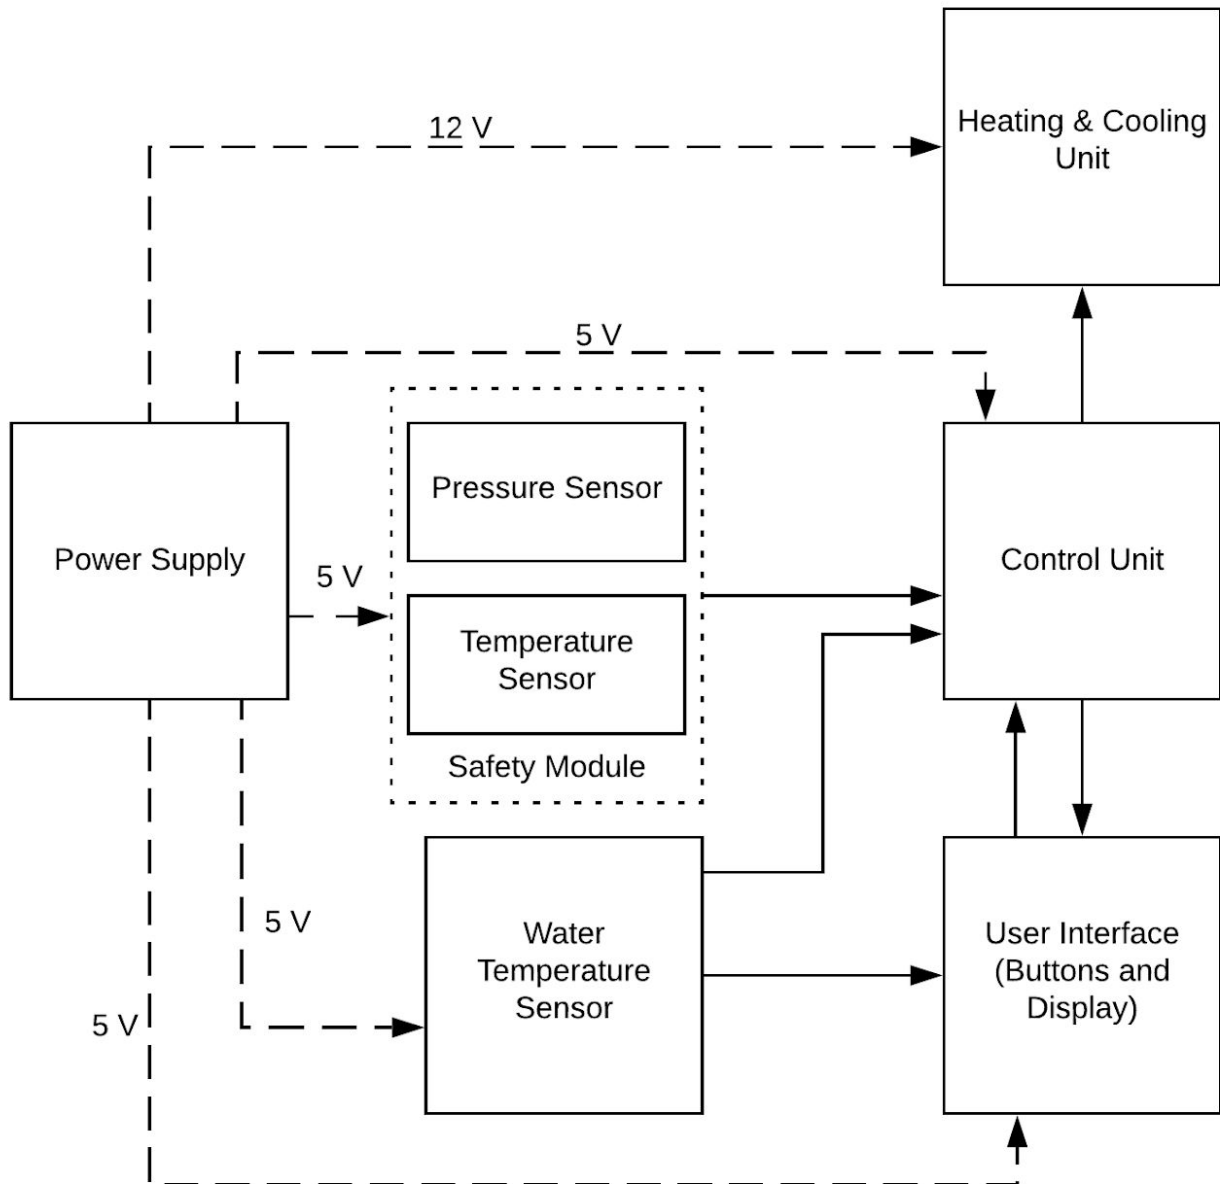 12 V
Heating & Cooling
Unit
5 V
Pressure Sensor
Power Supply
5 V
Control Unit
Temperature
Sensor
Safety Module
5 V
Water
Temperature
Sensor
User Interface
(Buttons and
Display)
5 V